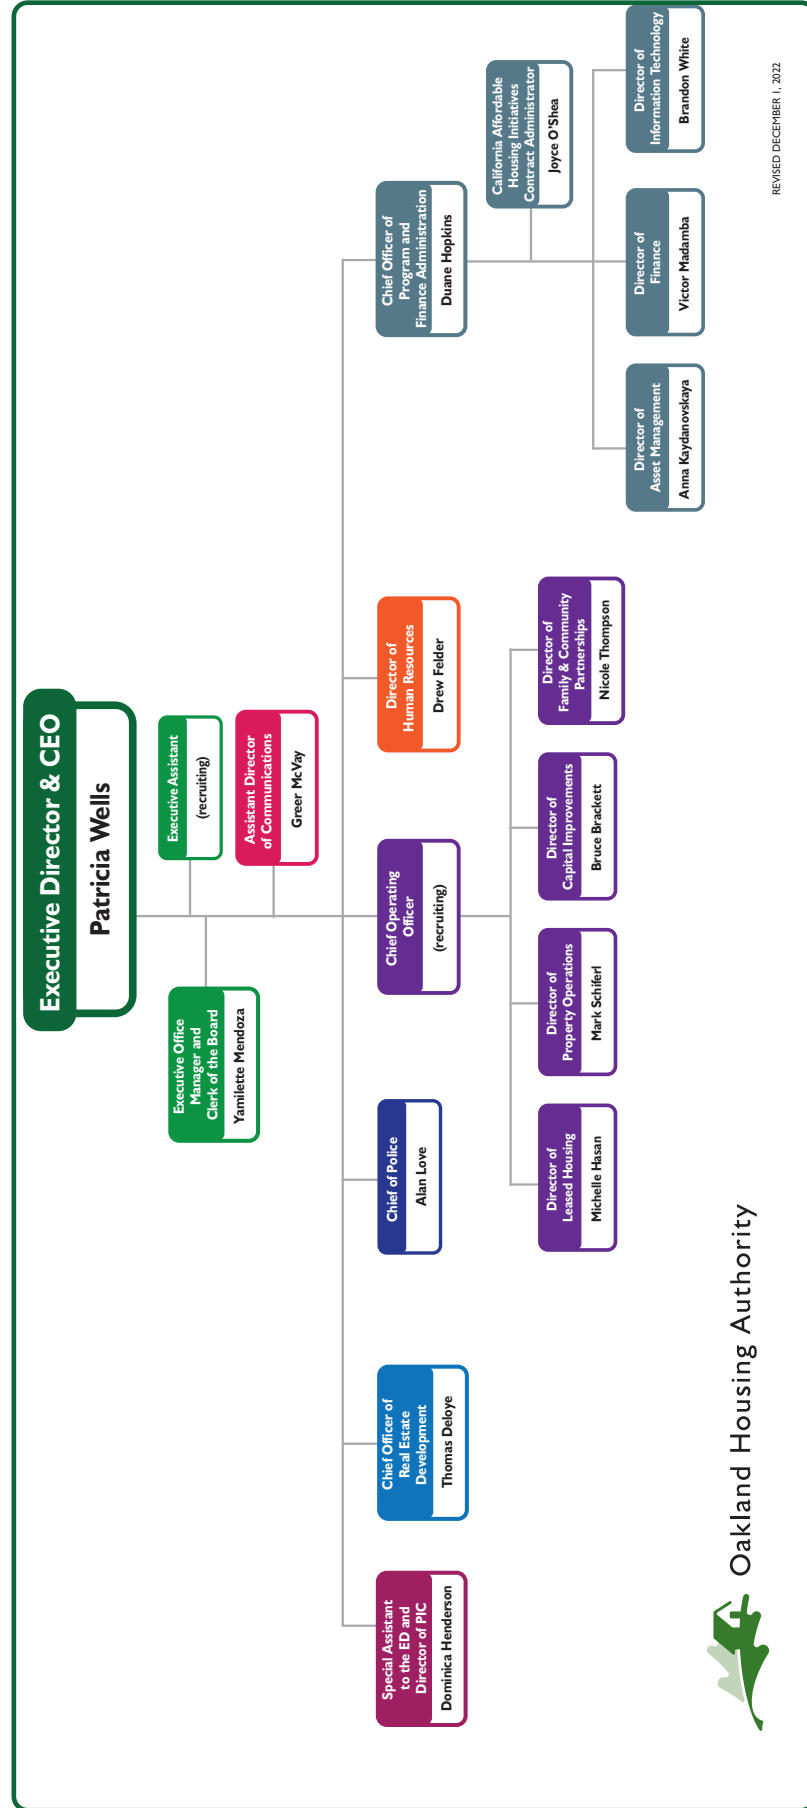 Executive Director & CEO
Patricia Wells
Executive Office
Manager and
Clerk of the Board
Yamilette Mendoza
Executive Assistant
(recruiting)
Assistant Director
of Communications
Greer McVay
Special Assistant
to the ED and
Director of PIC
Dominica Henderson
Chief Officer of
Real Estate
Development
Thomas Deloye
Chief of Police
Alan Love
Chief Operating
Officer
(recruiting)
Director of
Human Resources
Drew Felder
Chief Officer of
Program and
Finance Administration
Duane Hopkins
California Affordable
Housing Initiatives
Contract Administrator
Joyce O'Shea
Director of
Leased Housing
Michelle Hasan
Director of
Property Operations
Mark Schiferl
Director of
Capital Improvements
Bruce Brackett
Director of
Family & Community
Partnerships
Nicole Thompson
Director of
Asset Management
Anna Kaydanovskaya
Director of
Finance
Victor Madamba
Director of
Information Technology
Brandon White
Oakland Housing Authority
REVISED DECEMBER 1, 2022